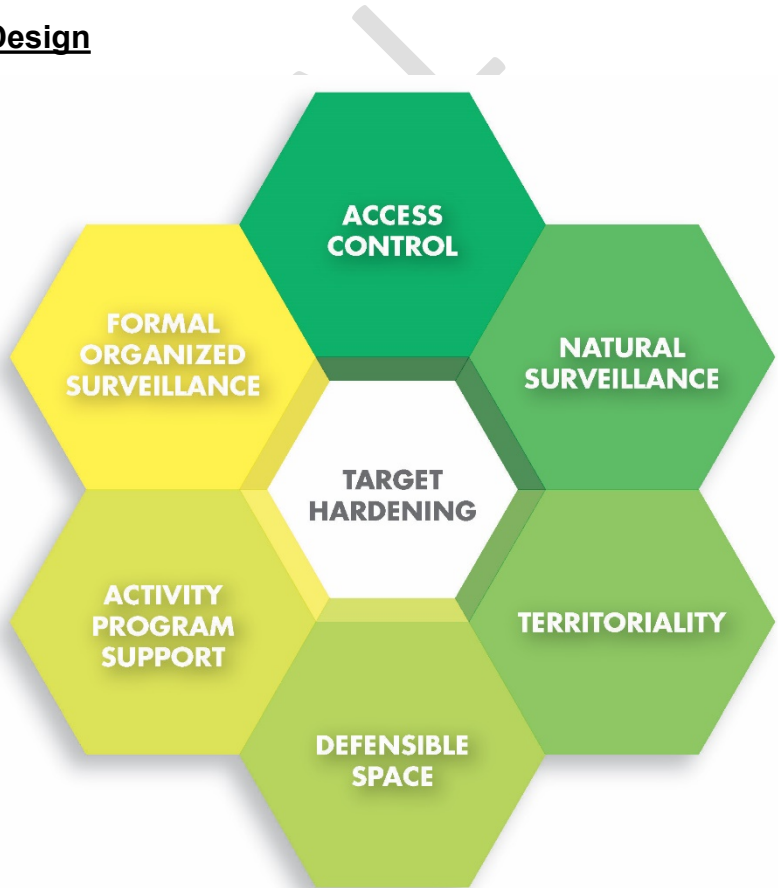 Design
ACCESS
CONTROL
FORMAL
ORGANIZED
SURVEILLANCE
NATURAL
SURVEILLANCE
TARGET
HARDENING
ACTIVITY
PROGRAM
SUPPORT
TERRITORIALITY
DEFENSIBLE
SPACE